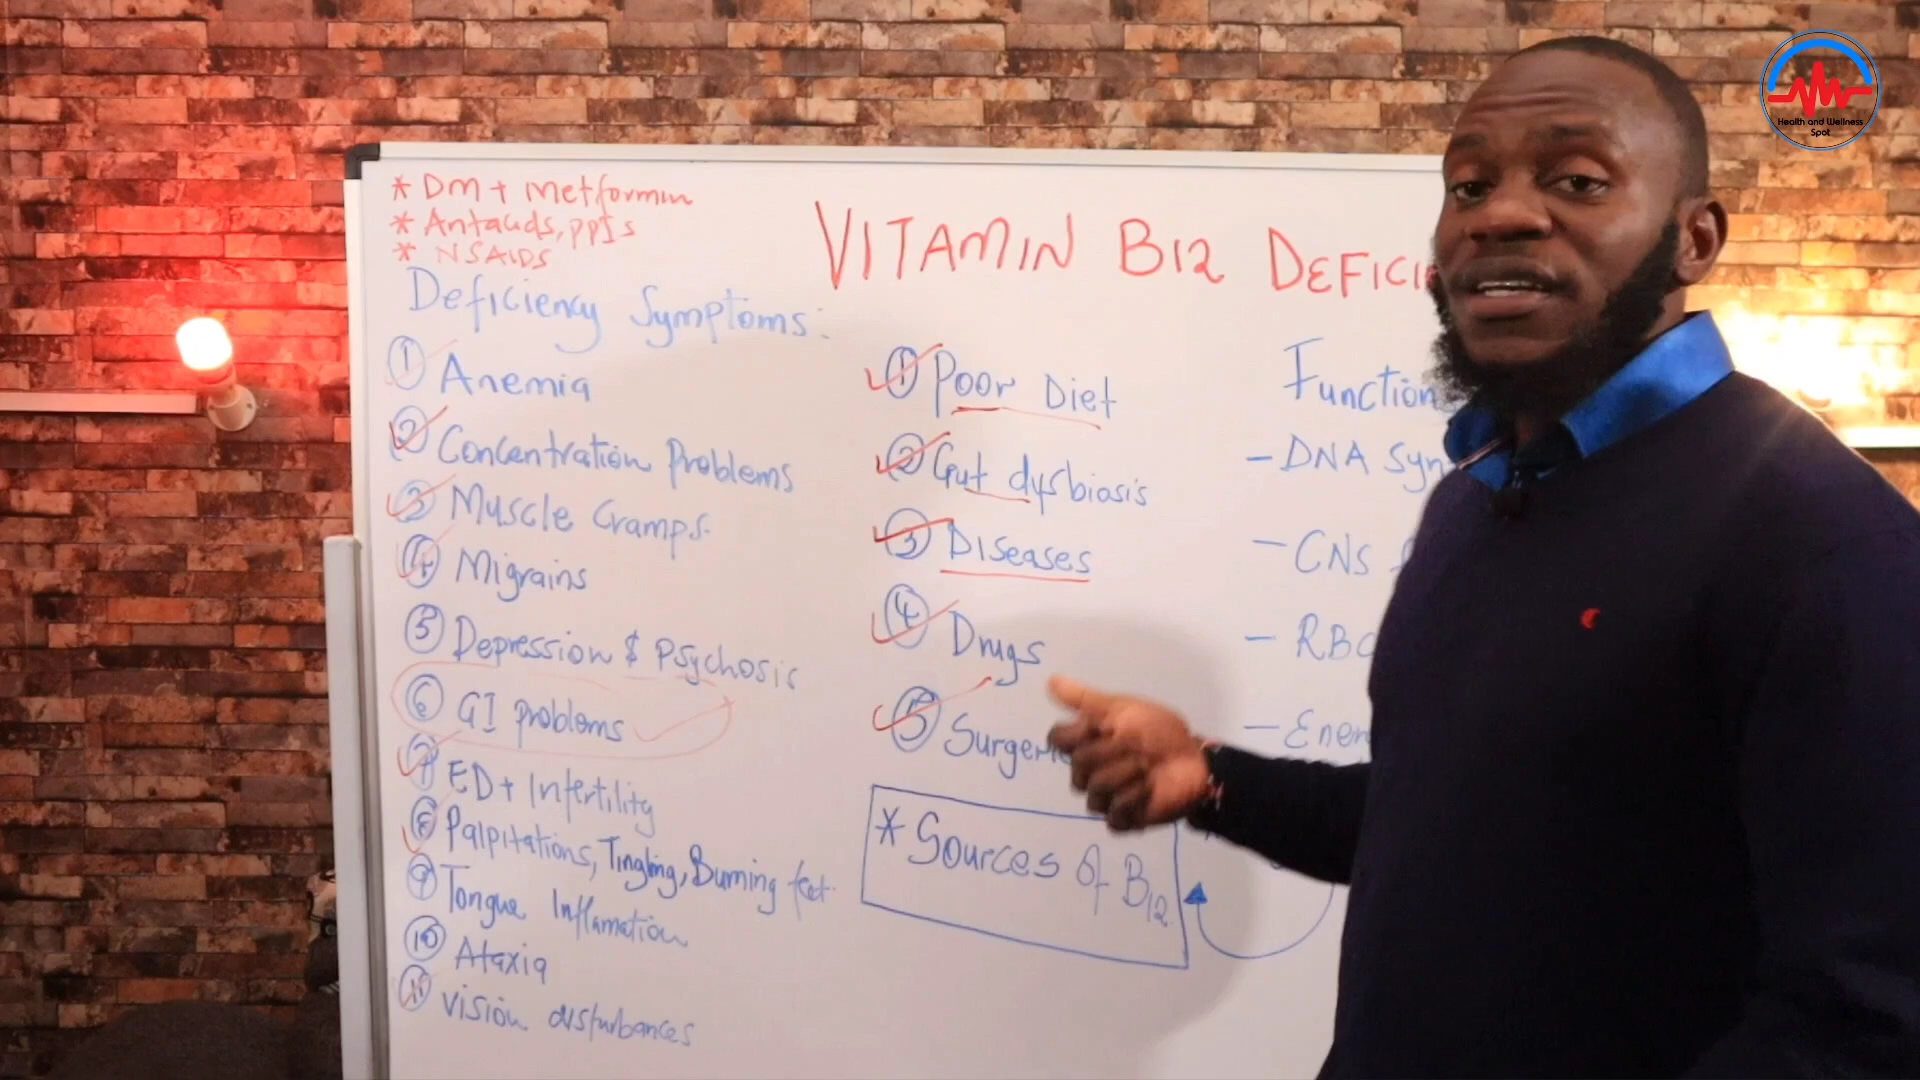 * DM + Metformin
* Antacids, PPIs
* NSAIDS
VITAMIN B12 DEFICI
Deficiency Symptoms:
① Anemia
② Concentration Problems
③ Muscle Cramps.
④ Migrains
⑤ Depression & Psychosis
⑥ GI problems
⑦ ED + Infertility
⑧ Palpitations, Tingling, Burning feet.
⑨ Tongue Inflamation
⑩ Ataxia
⑪ Vision disturbances
① Poor Diet
② Gut dysbiosis
③ Diseases
④ Drugs
⑤ Surgerie
* Sources of B12
Function
- DNA Syn
- CNS
- RBC
- Ener
Health and Wellness
Spot